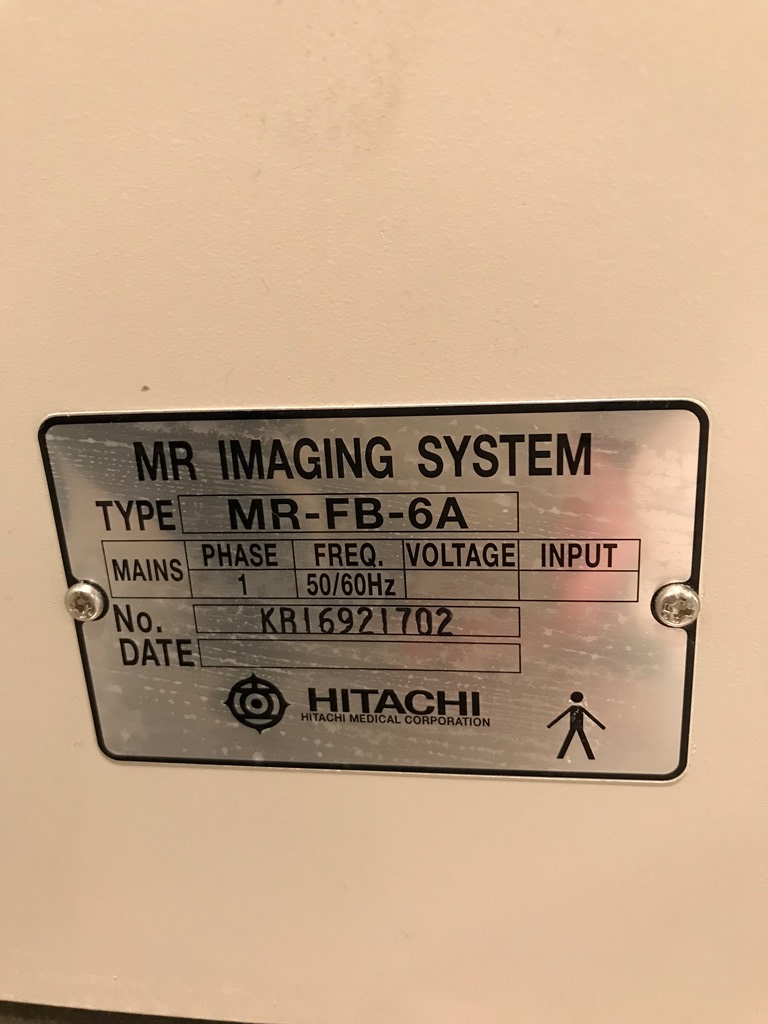 MR IMAGING SYSTEM
TYPE MR-FB-6A
MAINS PHASE FREQ. VOLTAGE INPUT
1 50/60Hz
No. KR16921702
DATE
HITACHI
HITACHI MEDICAL CORPORATION